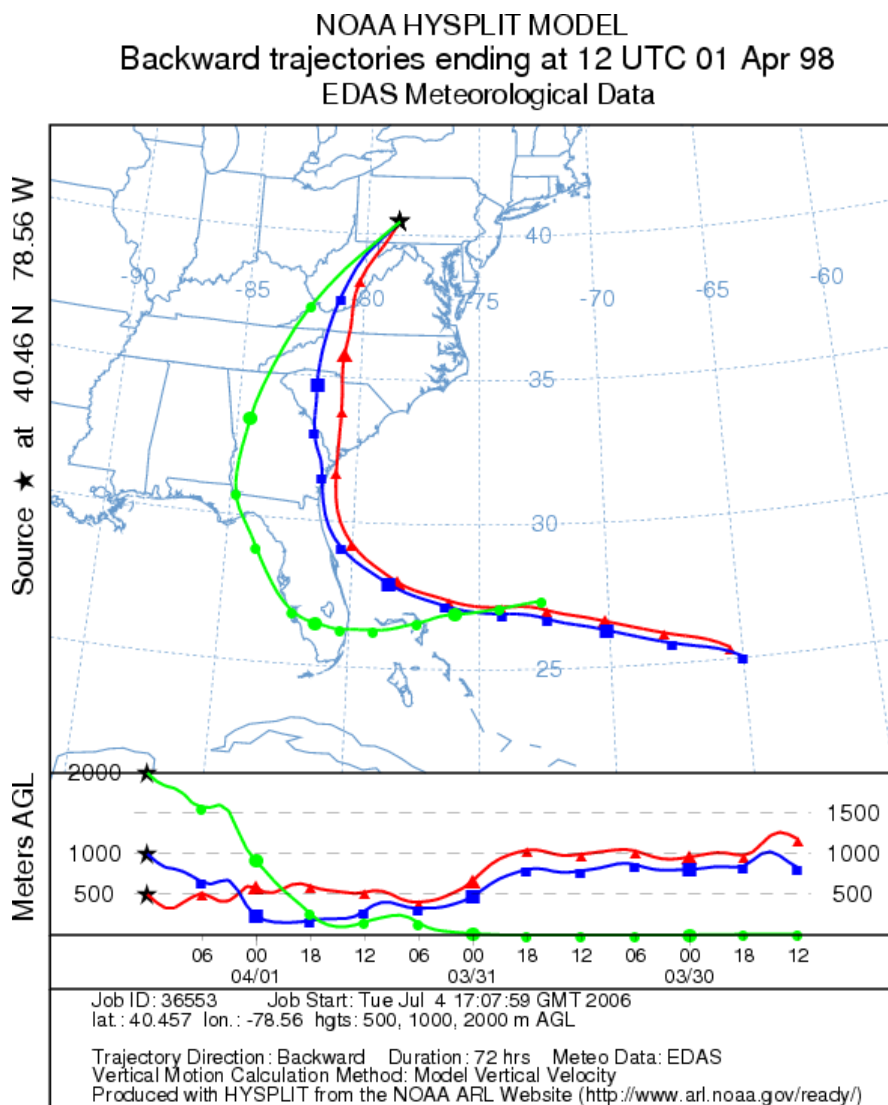 NOAA HYSPLIT MODEL
Backward trajectories ending at 12 UTC 01 Apr 98
EDAS Meteorological Data
Source ★ at 40.46 N 78.56 W
-90
-85
-80
-75
-70
-65
-60
40
35
30
25
Meters AGL
2000
1000
500
1500
1000
500
06 00 18 12 06 00 18 12 06 00 18 12
04/01 03/31 03/30
Job ID: 36553 Job Start: Tue Jul 4 17:07:59 GMT 2006
lat.: 40.457 lon.: -78.56 hgts: 500, 1000, 2000 m AGL
Trajectory Direction: Backward Duration: 72 hrs Meteo Data: EDAS
Vertical Motion Calculation Method: Model Vertical Velocity
Produced with HYSPLIT from the NOAA ARL Website (http://www.arl.noaa.gov/ready/)